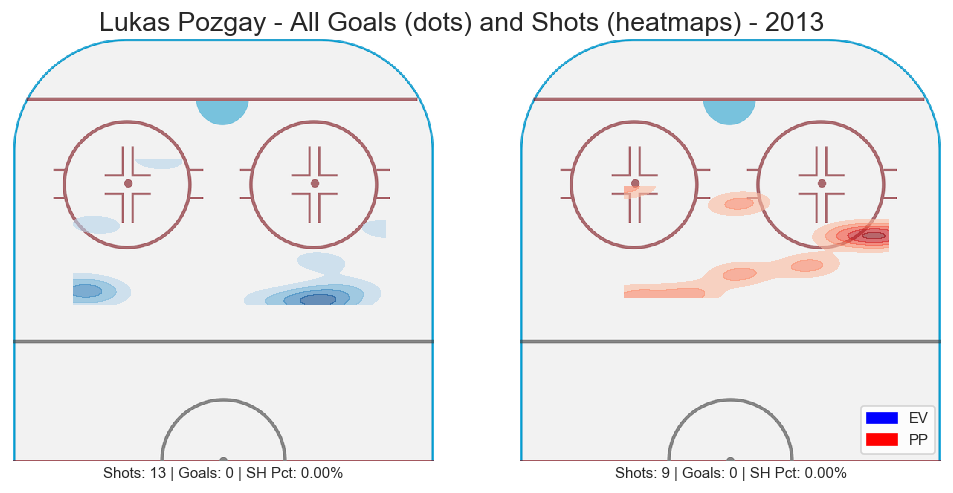 Lukas Pozgay - All Goals (dots) and Shots (heatmaps) - 2013
EV
PP
Shots: 13 | Goals: 0 | SH Pct: 0.00%
Shots: 9 | Goals: 0 | SH Pct: 0.00%